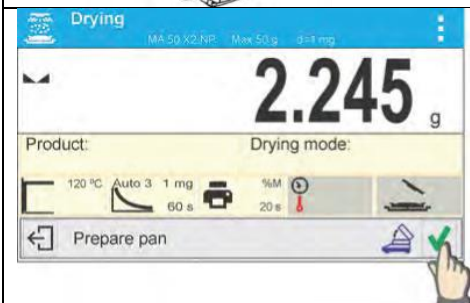 Drying
MA 50.X2.NP Max 50 g d=1 mg
2.245 g
Product: Drying mode:
120 °C Auto 3 1 mg %M
60 s 20 s
Prepare pan